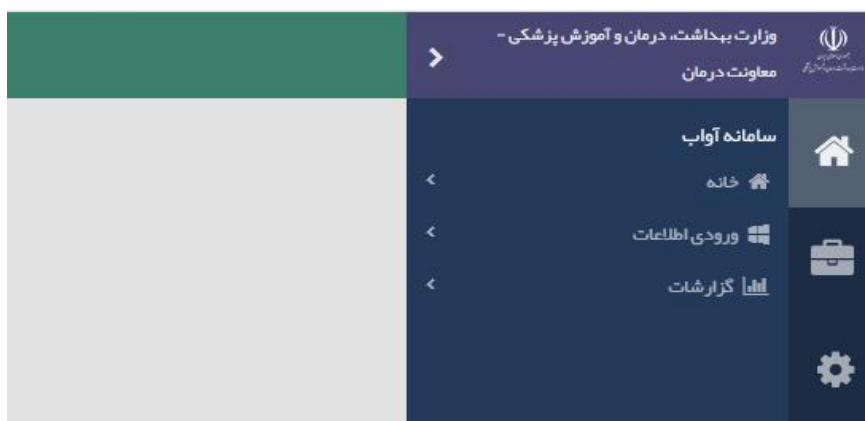 وزارت بهداشت، درمان و آموزش پزشکی -
معاونت درمان
سامانه آواب
خانه
ورودی اطلاعات
گزارشات